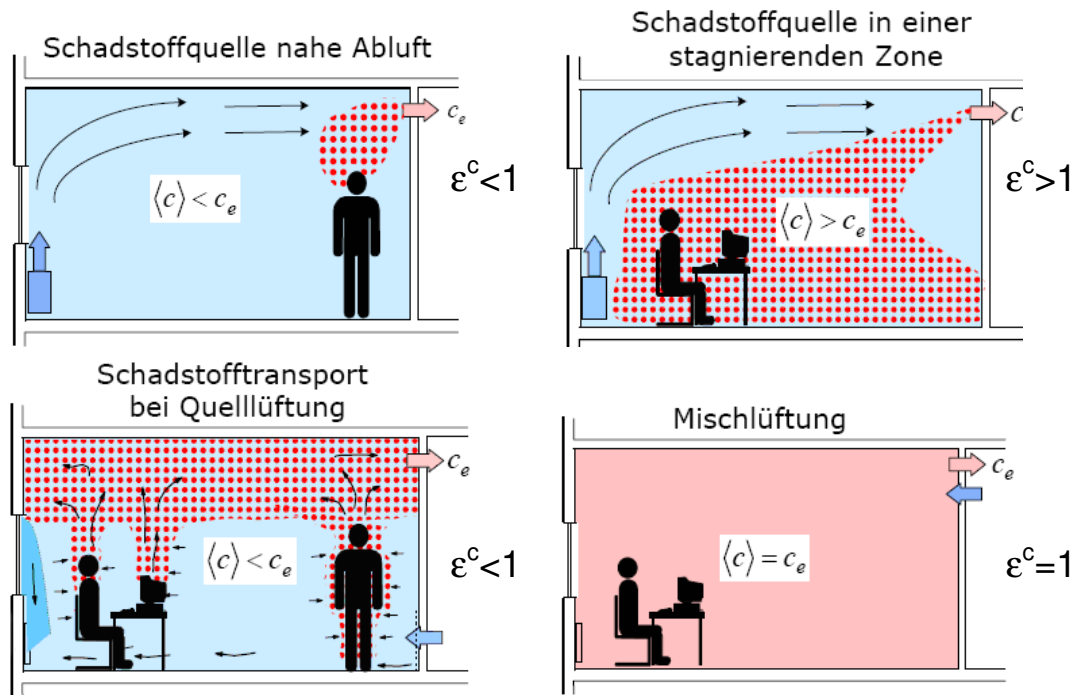 Schadstoffquelle nahe Abluft
c_e
⟨c⟩ < c_e
ε^c<1
Schadstoffquelle in einer
stagnierenden Zone
c
⟨c⟩ > c_e
ε^c>1
Schadstofftransport
bei Quelllüftung
c_e
⟨c⟩ < c_e
ε^c<1
Mischlüftung
c_e
⟨c⟩ = c_e
ε^c=1